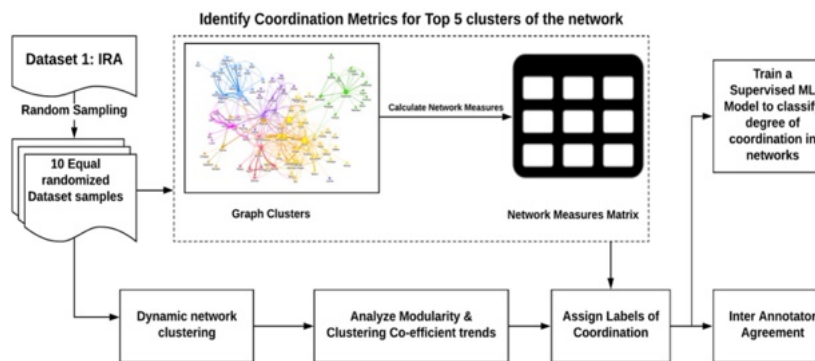 Identify Coordination Metrics for Top 5 clusters of the network
Dataset 1: IRA
Random Sampling
10 Equal
randomized
Dataset samples
Calculate Network Measures
Graph Clusters
Network Measures Matrix
Train a
Supervised ML
Model to classify
degree of
coordination in
networks
Dynamic network
clustering
Analyze Modularity &
Clustering Co-efficient trends
Assign Labels of
Coordination
Inter Annotator
Agreement